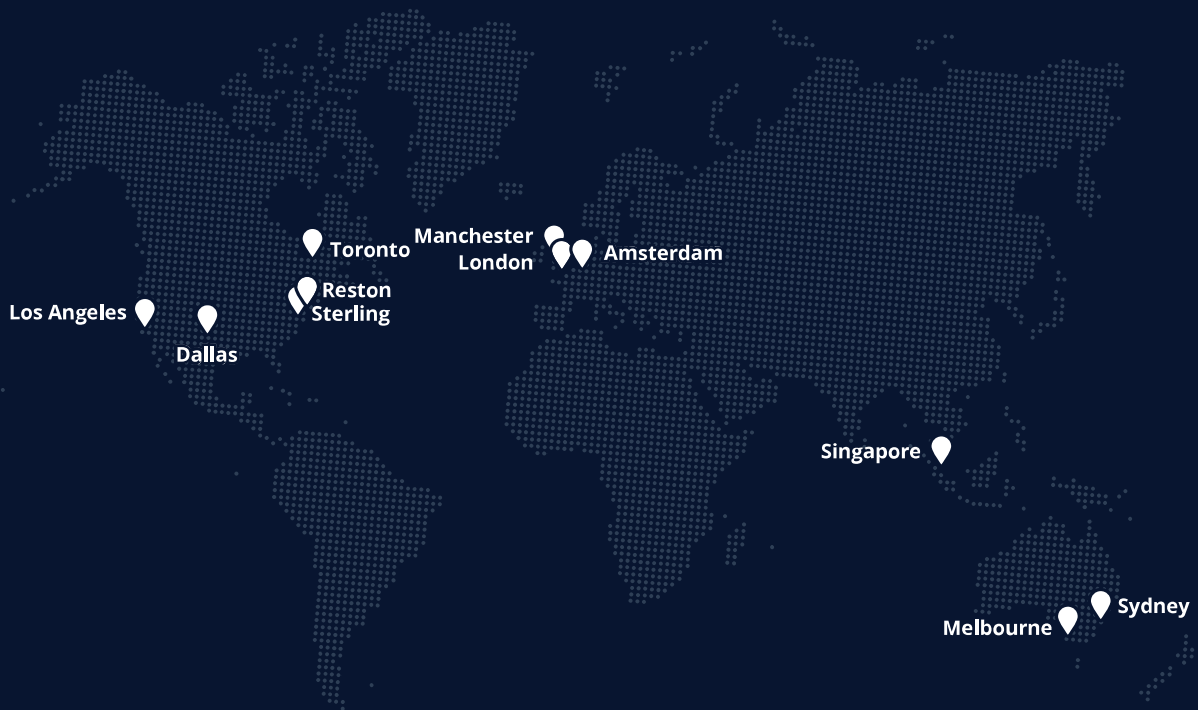 Manchester
Toronto
Amsterdam
London
Reston
Los Angeles
Sterling
Dallas
Singapore
Sydney
Melbourne